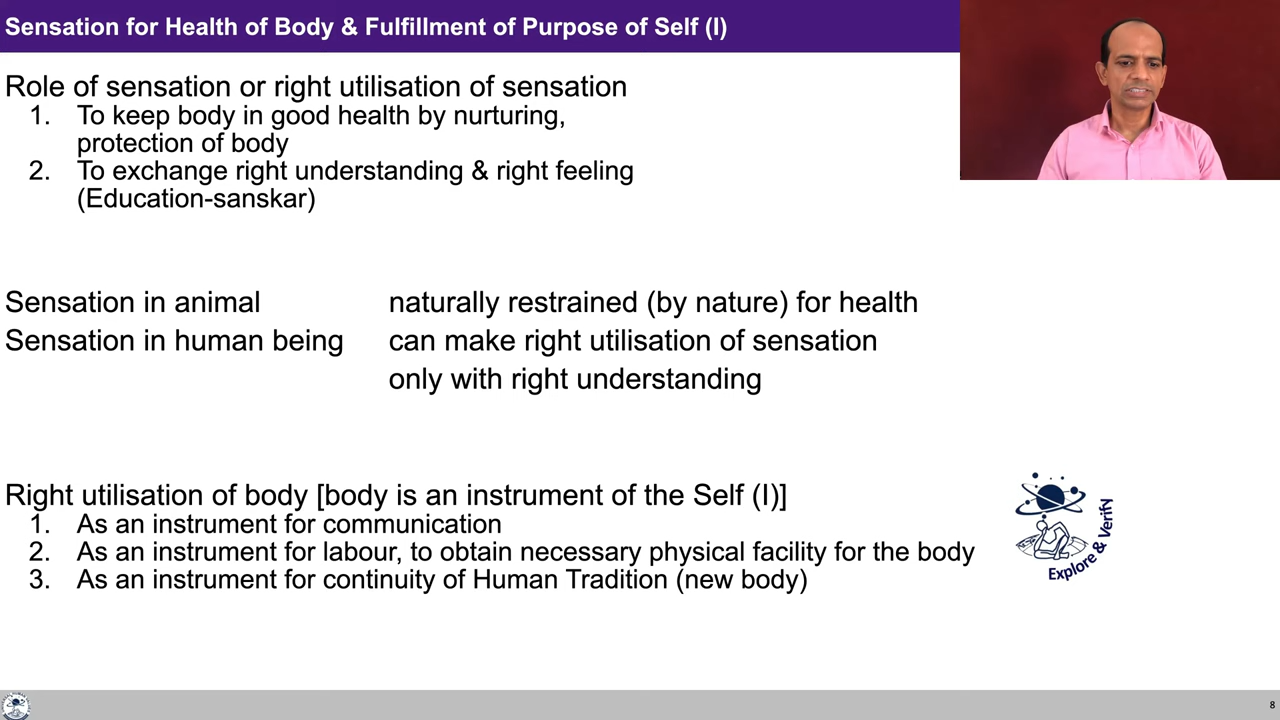 Sensation for Health of Body & Fulfillment of Purpose of Self (I)
Role of sensation or right utilisation of sensation
1. To keep body in good health by nurturing,
protection of body
2. To exchange right understanding & right feeling
(Education-sanskar)
Sensation in animal naturally restrained (by nature) for health
Sensation in human being can make right utilisation of sensation
only with right understanding
Right utilisation of body [body is an instrument of the Self (I)]
1. As an instrument for communication
2. As an instrument for labour, to obtain necessary physical facility for the body
3. As an instrument for continuity of Human Tradition (new body)
Explore & Verify
8